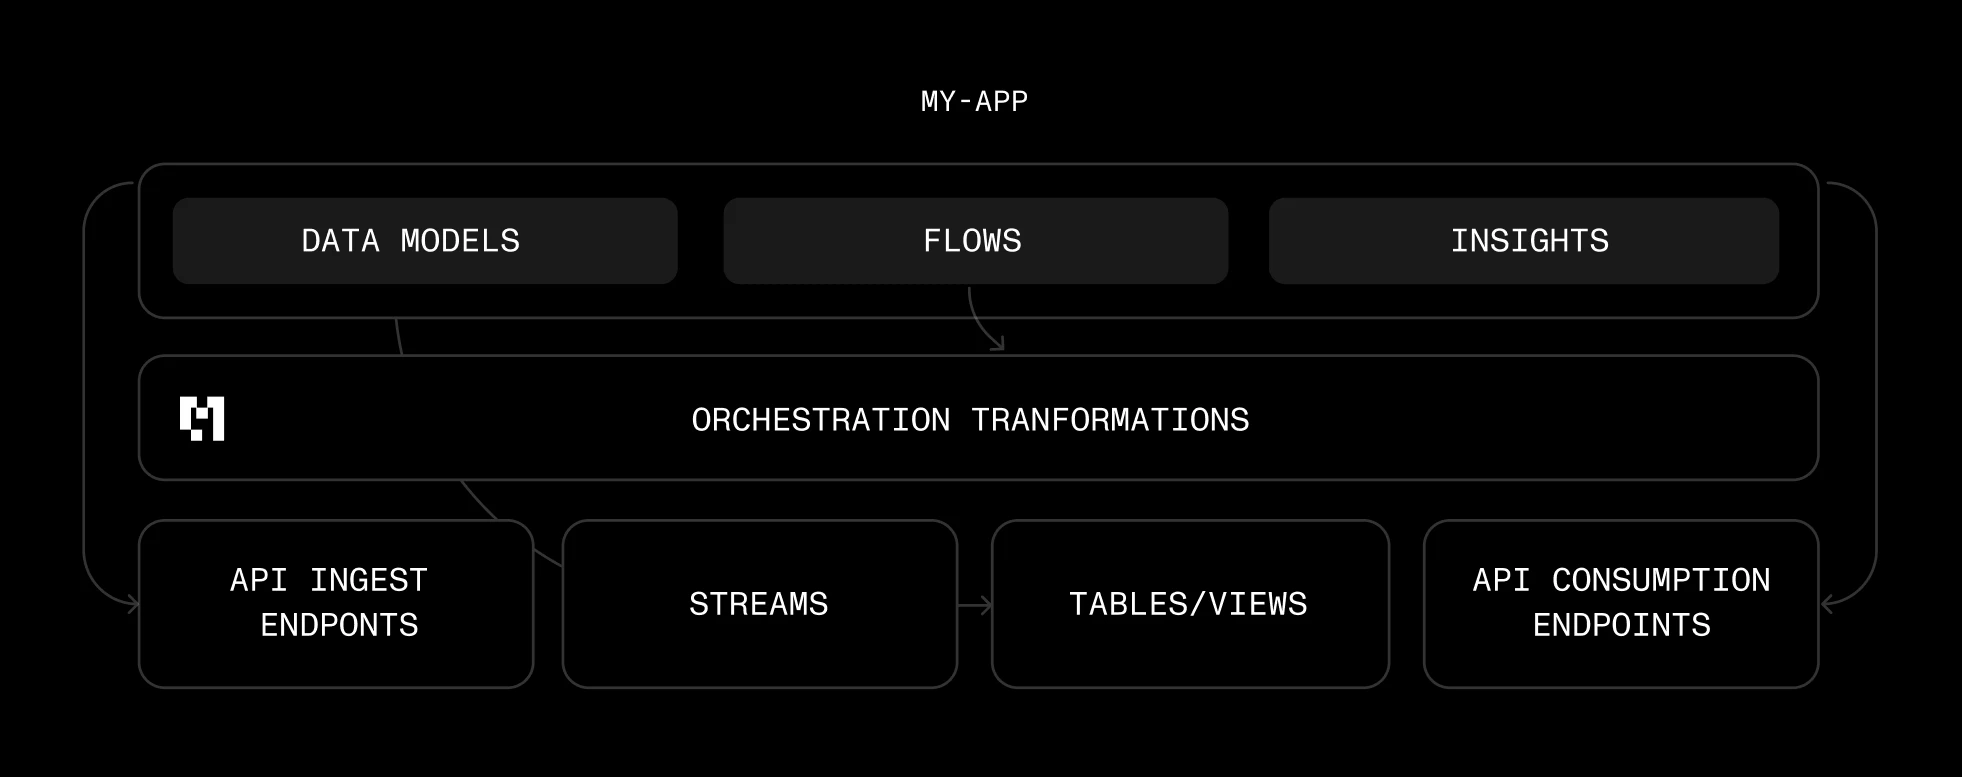 MY-APP
DATA MODELS
FLOWS
INSIGHTS
ORCHESTRATION TRANFORMATIONS
API INGEST
ENDPONTS
STREAMS
TABLES/VIEWS
API CONSUMPTION
ENDPOINTS